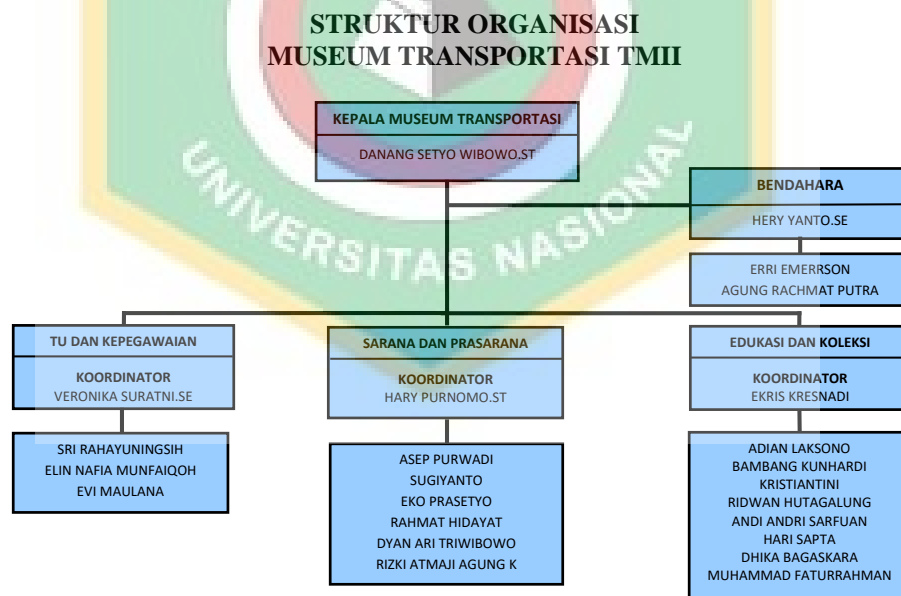 STRUKTUR ORGANISASI
MUSEUM TRANSPORTASI TMII
KEPALA MUSEUM TRANSPORTASI
DANANG SETYO WIBOWO.ST
BENDAHARA
HERY YANTO.SE
ERRI EMERRSON
AGUNG RACHMAT PUTRA
UNIVERSITAS NASIONAL
TU DAN KEPEGAWAIAN
KOORDINATOR
VERONIKA SURATNI.SE
SRI RAHAYUNINGSIH
ELIN NAFIA MUNFAIQOH
EVI MAULANA
SARANA DAN PRASARANA
KOORDINATOR
HARY PURNOMO.ST
ASEP PURWADI
SUGIYANTO
EKO PRASETYO
RAHMAT HIDAYAT
DYAN ARI TRIWIBOWO
RIZKI ATMAJI AGUNG K
EDUKASI DAN KOLEKSI
KOORDINATOR
EKRIS KRESNADI
ADIAN LAKSONO
BAMBANG KUNHARDI
KRISTIANTINI
RIDWAN HUTAGALUNG
ANDI ANDRI SARFUAN
HARI SAPTA
DHIKA BAGASKARA
MUHAMMAD FATURRAHMAN